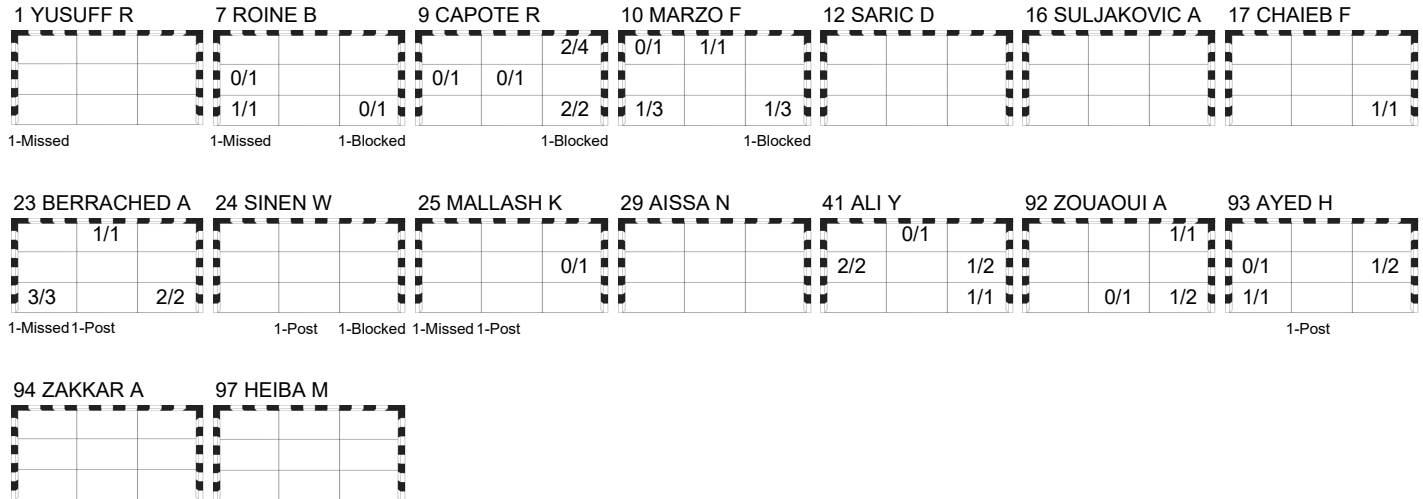 1 YUSUFF R 7 ROINE B 9 CAPOTE R 10 MARZO F 12 SARIC D 16 SULJAKOVIC A 17 CHAIEB F
2/4 0/1 1/1
0/1 0/1 0/1
1/1 0/1 2/2 1/3 1/3 1/1
1-Missed 1-Missed 1-Blocked 1-Blocked 1-Blocked
23 BERRACHED A 24 SINEN W 25 MALLASH K 29 AISSA N 41 ALI Y 92 ZOUAOUI A 93 AYED H
1/1 0/1 1/1
0/1 2/2 1/2 0/1 1/2
3/3 2/2 1/1 0/1 1/2 1/1
1-Missed 1-Post 1-Post 1-Blocked 1-Missed 1-Post 1-Post
94 ZAKKAR A 97 HEIBA M